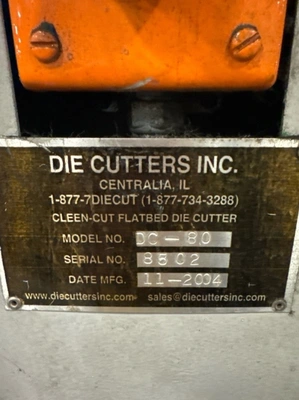 DIE CUTTERS INC.
CENTRALIA, IL
1-877-7DIECUT (1-877-734-3288)
CLEEN-CUT FLATBED DIE CUTTER
MODEL NO. DC-80
SERIAL NO. 8502
DATE MFG. 11-2004
www.diecuttersinc.com sales@diecuttersinc.com